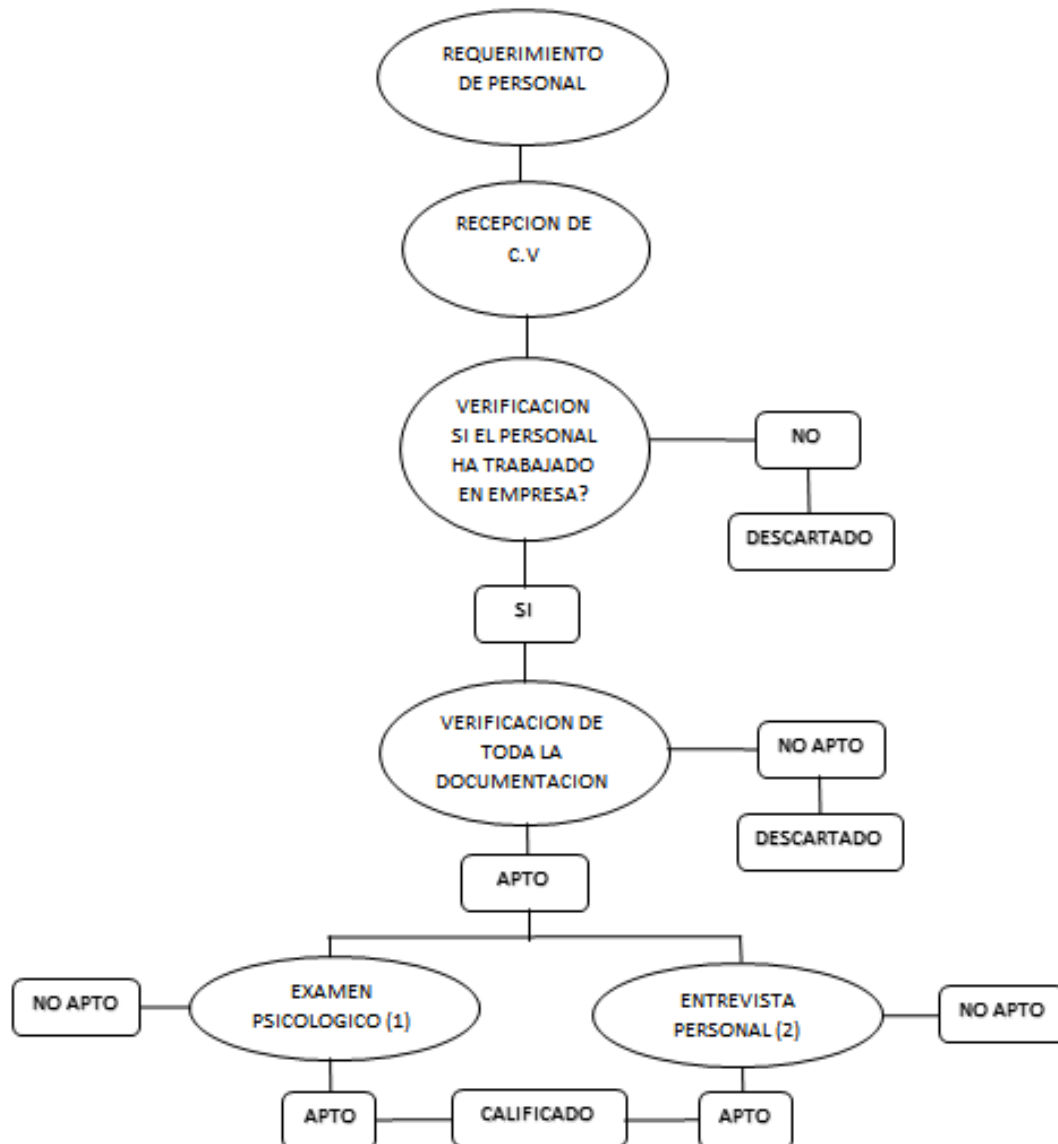 REQUERIMIENTO
DE PERSONAL
RECEPCION DE
C.V
VERIFICACION
SI EL PERSONAL
HA TRABAJADO
EN EMPRESA?
NO
DESCARTADO
SI
VERIFICACION DE
TODA LA
DOCUMENTACION
NO APTO
DESCARTADO
APTO
NO APTO
EXAMEN
PSICOLOGICO (1)
ENTREVISTA
PERSONAL (2)
NO APTO
APTO
CALIFICADO
APTO